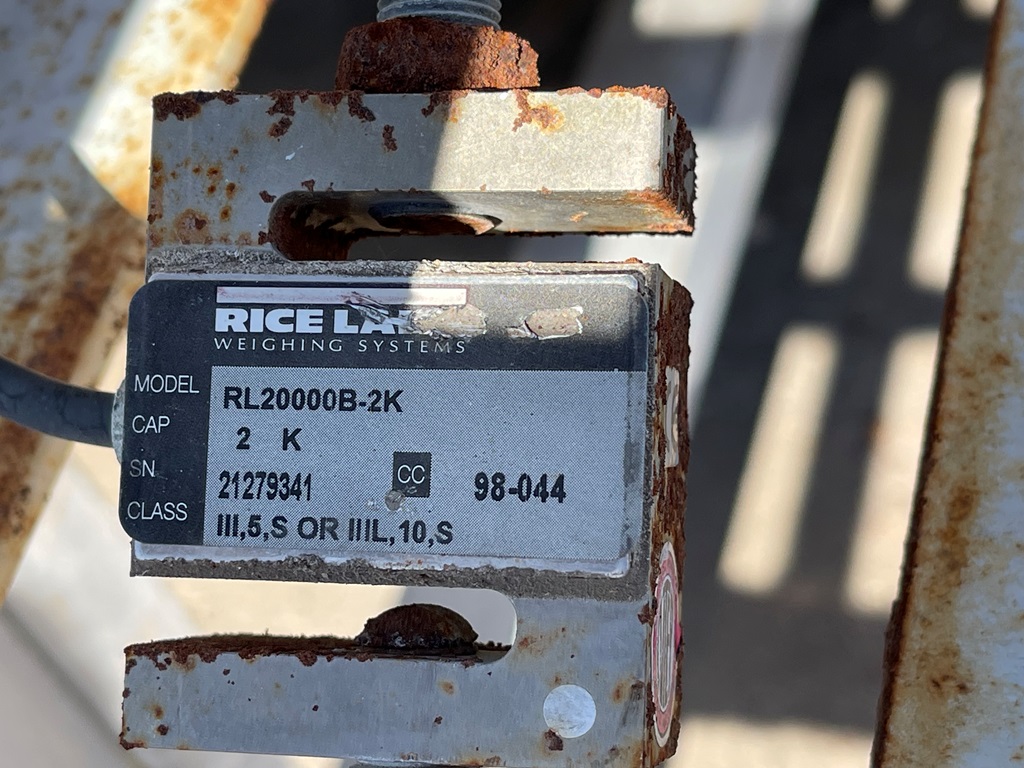 RICE LA
WEIGHING SYSTEMS
MODEL RL20000B-2K
CAP 2 K
SN 21279341 CC 98-044
CLASS III,5,S OR IIIL,10,S